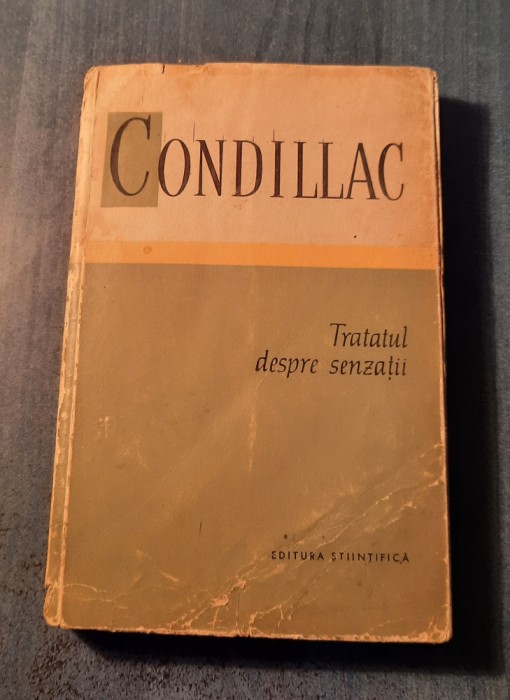 CONDILLAC
Tratatul
despre senzații
EDITURA ȘTIINȚIFICĂ